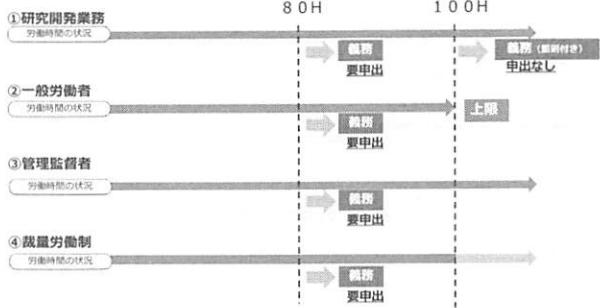 ８０Ｈ １００Ｈ
①研究開発業務
労働時間の状況
義務 義務（罰則付き）
要申出 申出なし
②一般労働者
労働時間の状況 上限
義務
要申出
③管理監督者
労働時間の状況
義務
要申出
④裁量労働制
労働時間の状況
義務
要申出